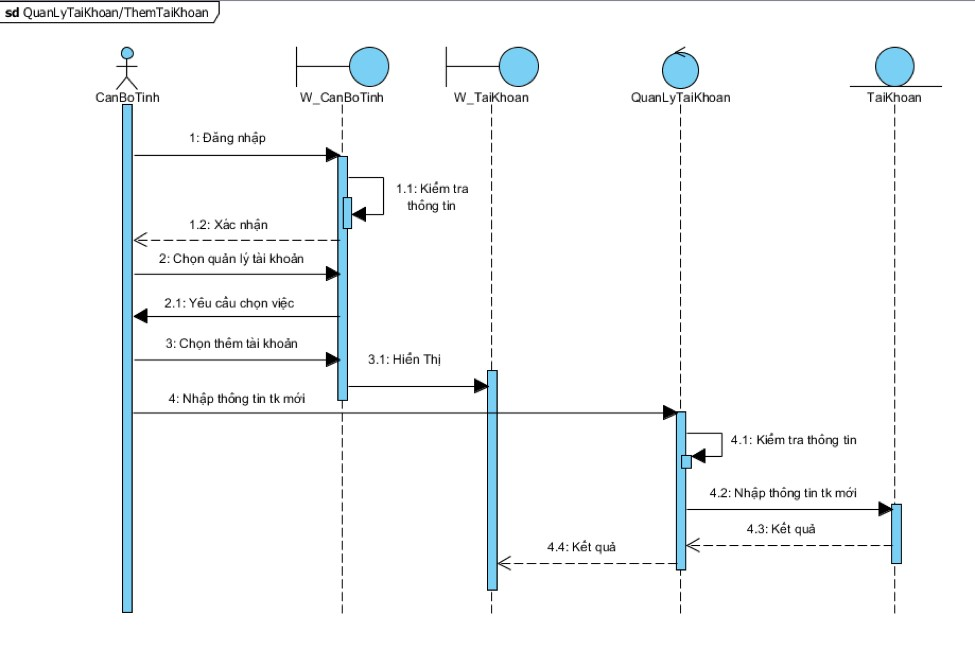 sd QuanLyTaiKhoan/ThemTaiKhoan
CanBoTinh
W_CanBoTinh
W_TaiKhoan
QuanLyTaiKhoan
TaiKhoan
1: Đăng nhập
1.1: Kiểm tra
thông tin
1.2: Xác nhận
2: Chọn quản lý tài khoản
2.1: Yêu cầu chọn việc
3: Chọn thêm tài khoản
3.1: Hiển Thị
4: Nhập thông tin tk mới
4.1: Kiểm tra thông tin
4.2: Nhập thông tin tk mới
4.3: Kết quả
4.4: Kết quả